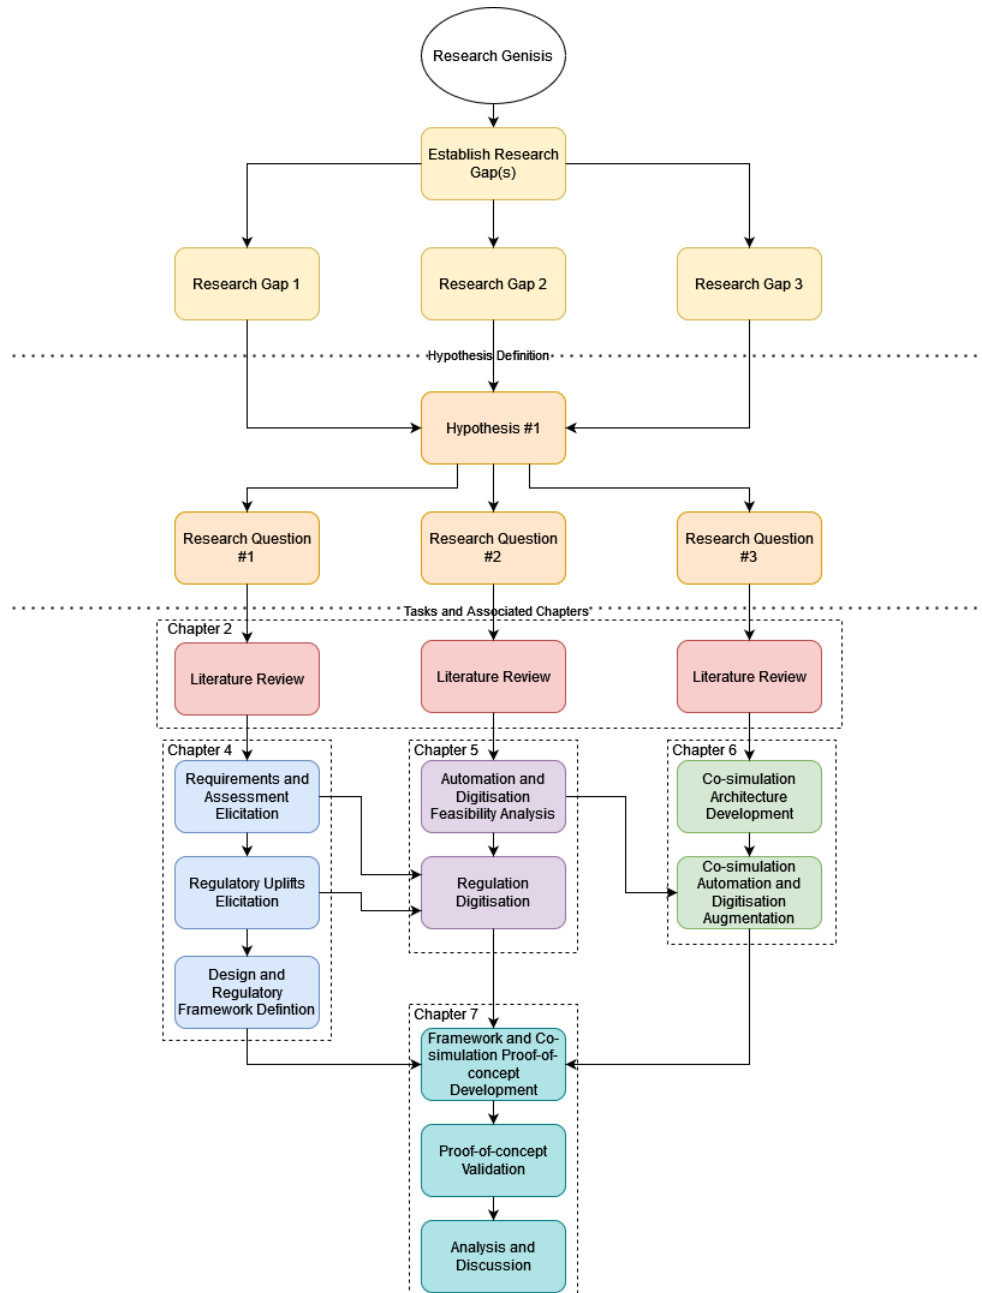 Research Genisis
Establish Research
Gap(s)
Research Gap 1
Research Gap 2
Research Gap 3
Hypothesis Definition
Hypothesis #1
Research Question
#1
Research Question
#2
Research Question
#3
Tasks and Associated Chapters
Chapter 2
Literature Review
Literature Review
Literature Review
Chapter 4
Requirements and
Assessment
Elicitation
Regulatory Uplifts
Elicitation
Design and
Regulatory
Framework Defintion
Chapter 5
Automation and
Digitisation
Feasibility Analysis
Regulation
Digitisation
Chapter 6
Co-simulation
Architecture
Development
Co-simulation
Automation and
Digitisation
Augmentation
Chapter 7
Framework and Co-
simulation Proof-of-
concept
Development
Proof-of-concept
Validation
Analysis and
Discussion